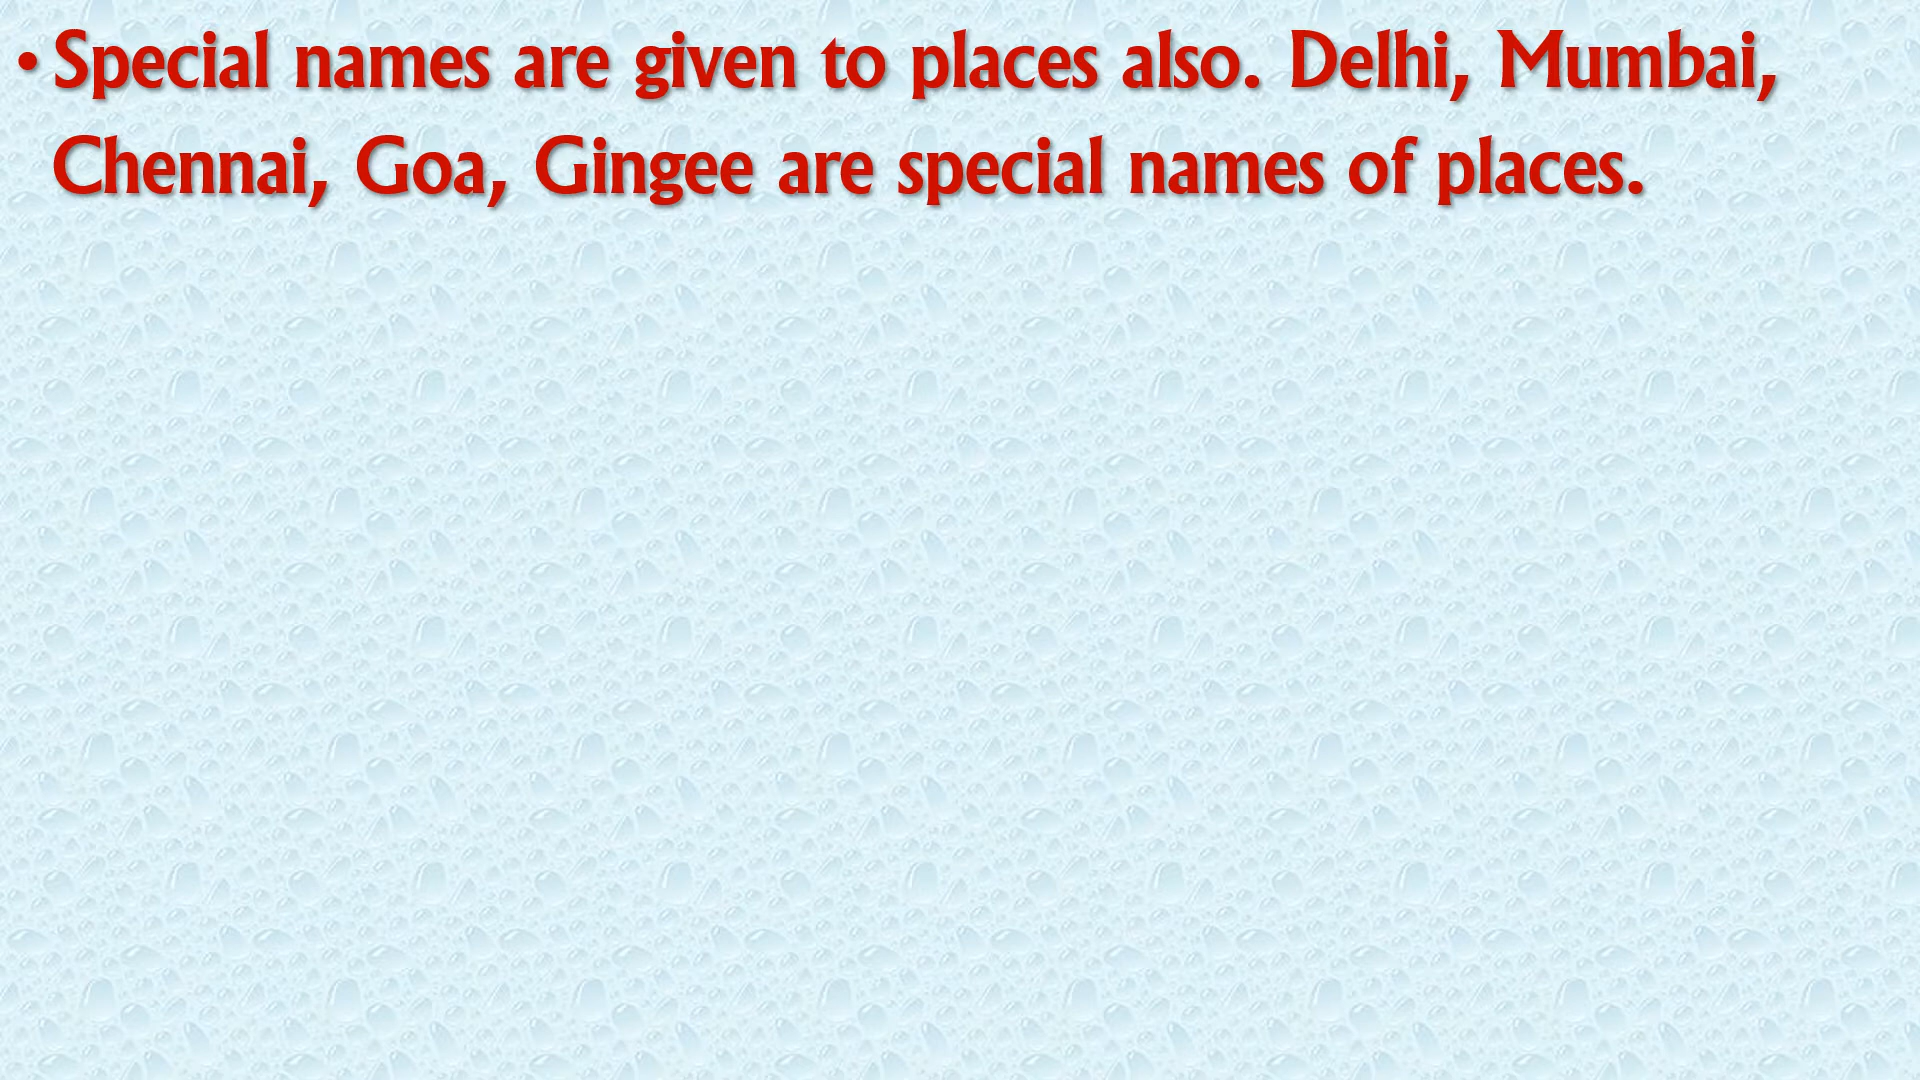 • Special names are given to places also. Delhi, Mumbai,
Chennai, Goa, Gingee are special names of places.